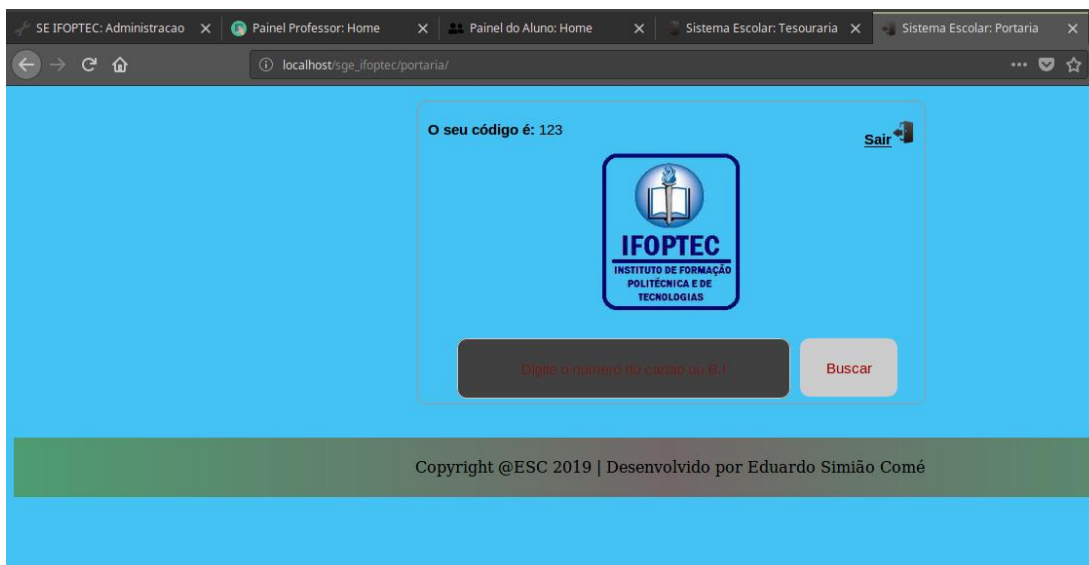 SE IFOPTEC: Administracao
Painel Professor: Home
Painel do Aluno: Home
Sistema Escolar: Tesouraria
Sistema Escolar: Portaria
localhost/sge_ifoptec/portaria/
O seu código é: 123
Sair
IFOPTEC
INSTITUTO DE FORMAÇÃO
POLITÉCNICA E DE
TECNOLOGIAS
Digite o número do cartão ou B.I.
Buscar
Copyright @ESC 2019 | Desenvolvido por Eduardo Simião Comé